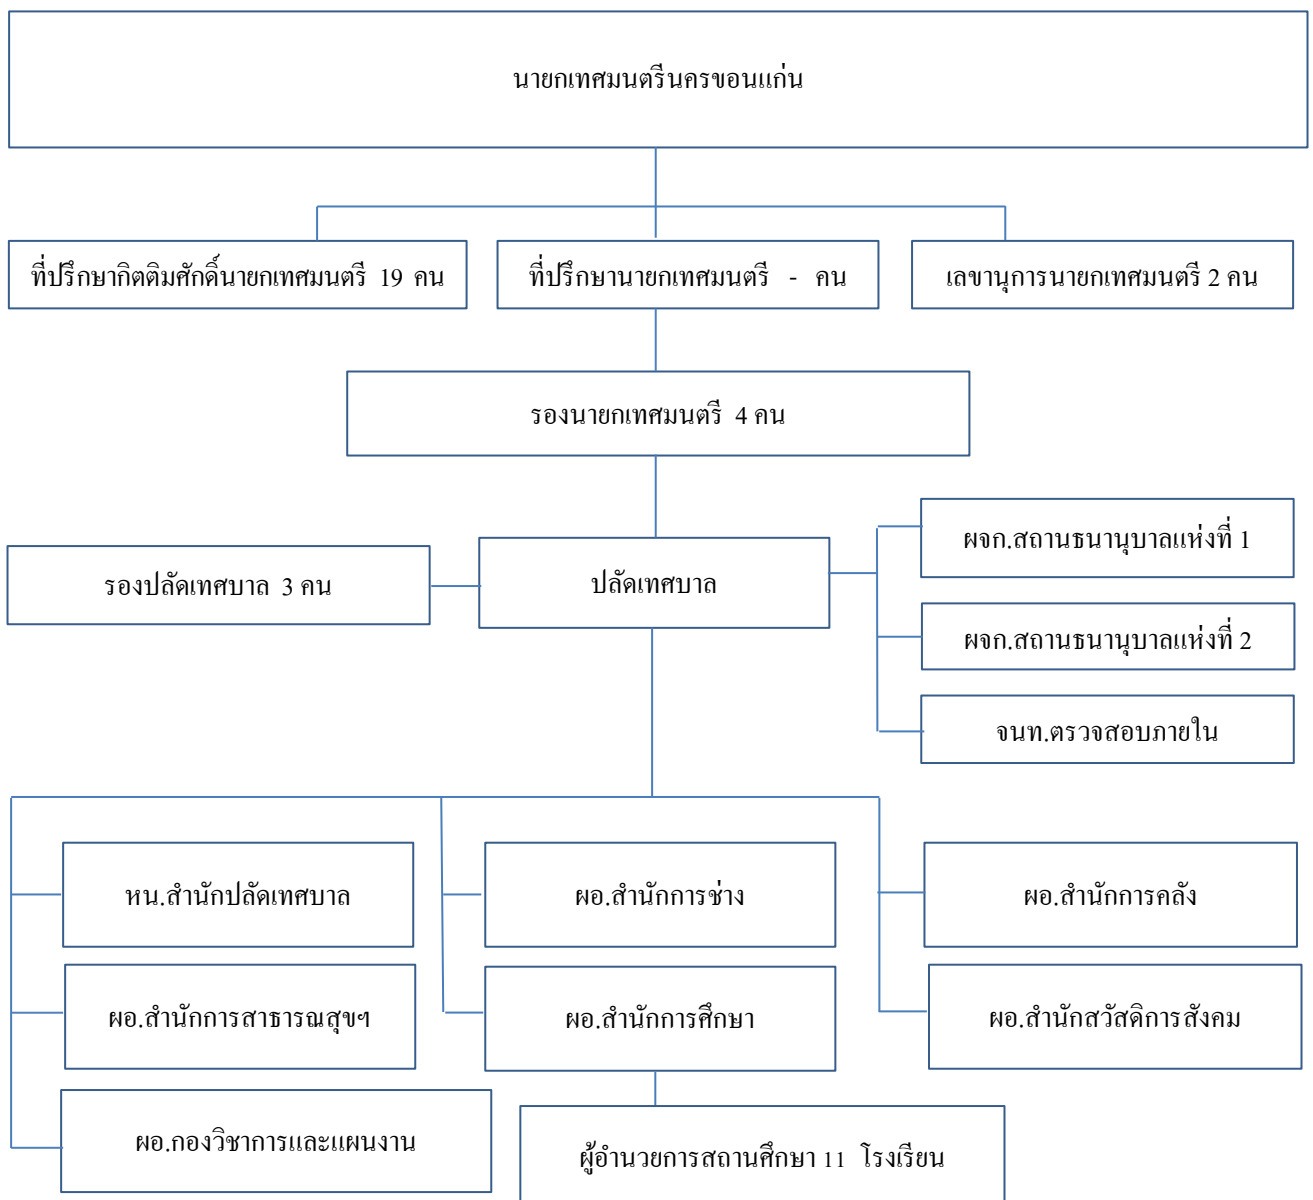 นายกเทศมนตรีนครขอนแก่น
ที่ปรึกษากิตติมศักดิ์นายกเทศมนตรี 19 คน
ที่ปรึกษานายกเทศมนตรี - คน
เลขานุการนายกเทศมนตรี 2 คน
รองนายกเทศมนตรี 4 คน
ผจก.สถานธนานุบาลแห่งที่ 1
รองปลัดเทศบาล 3 คน
ปลัดเทศบาล
ผจก.สถานธนานุบาลแห่งที่ 2
จนท.ตรวจสอบภายใน
หน.สำนักปลัดเทศบาล
ผอ.สำนักการช่าง
ผอ.สำนักการคลัง
ผอ.สำนักการสาธารณสุขฯ
ผอ.สำนักการศึกษา
ผอ.สำนักสวัสดิการสังคม
ผอ.กองวิชาการและแผนงาน
ผู้อำนวยการสถานศึกษา 11 โรงเรียน